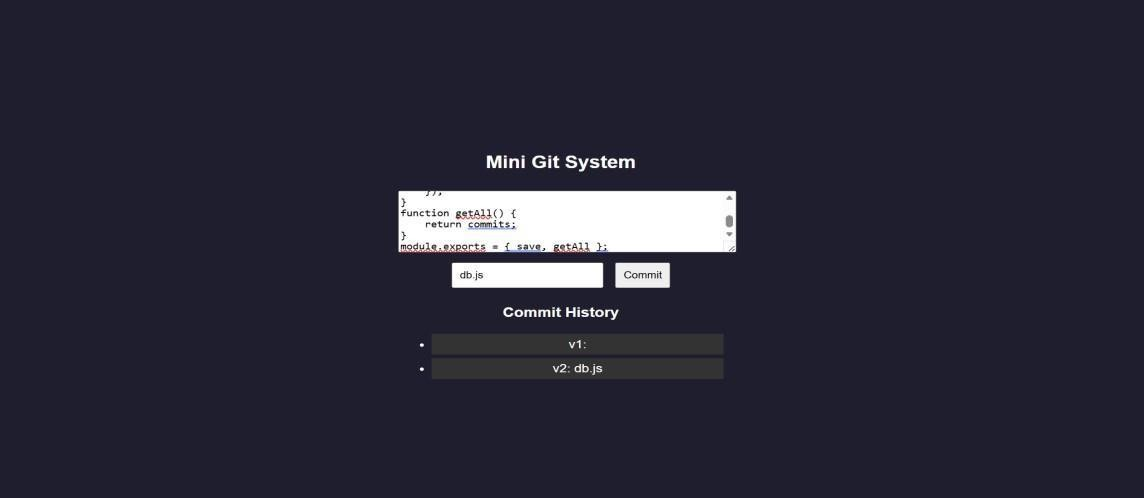 Mini Git System
});
}
function getAll() {
    return commits;
}
module.exports = { save, getAll };
db.js
Commit
Commit History
v1:
v2: db.js